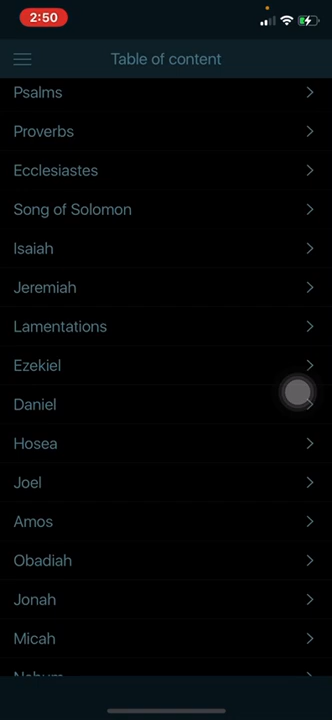 2:50
Table of content
Psalms
Proverbs
Ecclesiastes
Song of Solomon
Isaiah
Jeremiah
Lamentations
Ezekiel
Daniel
Hosea
Joel
Amos
Obadiah
Jonah
Micah
Nahum